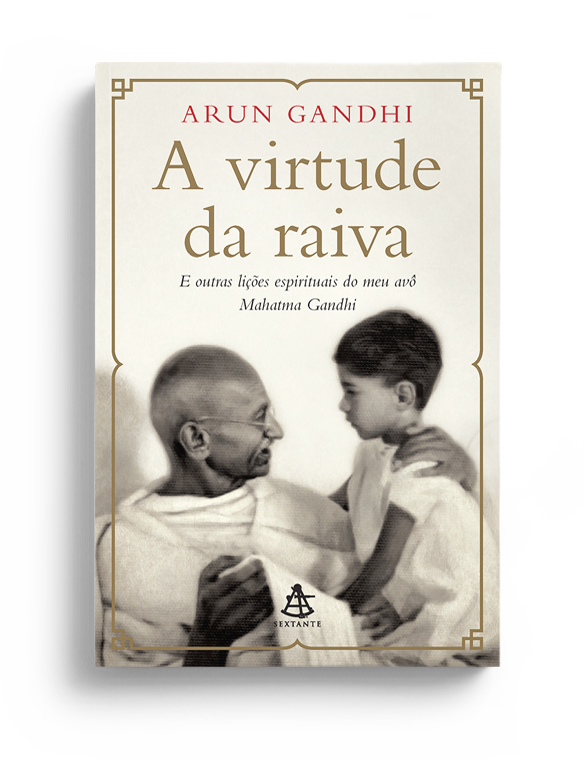 ARUN GANDHI
A virtude
da raiva
E outras lições espirituais do meu avô
Mahatma Gandhi
SEXTANTE